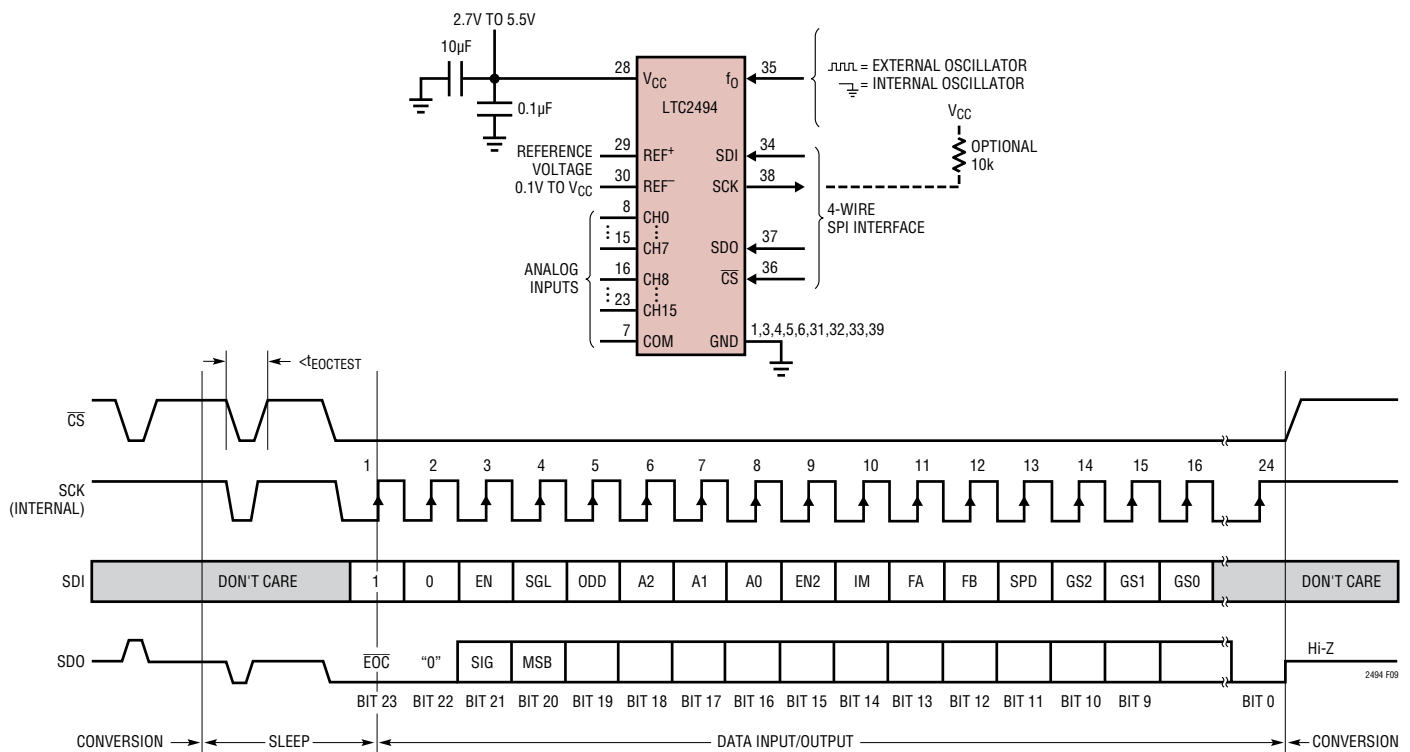 2.7V TO 5.5V
10µF
0.1µF
28 VCC
LTC2494
fO 35
= EXTERNAL OSCILLATOR
= INTERNAL OSCILLATOR
VCC
OPTIONAL
10k
REFERENCE
VOLTAGE
0.1V TO VCC
29 REF+
30 REF–
8 CH0
15 CH7
16 CH8
23 CH15
7 COM
ANALOG
INPUTS
SDI 34
SCK 38
SDO 37
CS 36
4-WIRE
SPI INTERFACE
GND 1,3,4,5,6,31,32,33,39
<tEOCTEST
CS
SCK
(INTERNAL)
1 2 3 4 5 6 7 8 9 10 11 12 13 14 15 16 24
SDI DON'T CARE 1 0 EN SGL ODD A2 A1 A0 EN2 IM FA FB SPD GS2 GS1 GS0 DON'T CARE
SDO EOC “0” SIG MSB Hi-Z
2494 F09
BIT 23 BIT 22 BIT 21 BIT 20 BIT 19 BIT 18 BIT 17 BIT 16 BIT 15 BIT 14 BIT 13 BIT 12 BIT 11 BIT 10 BIT 9 BIT 0
CONVERSION SLEEP DATA INPUT/OUTPUT CONVERSION